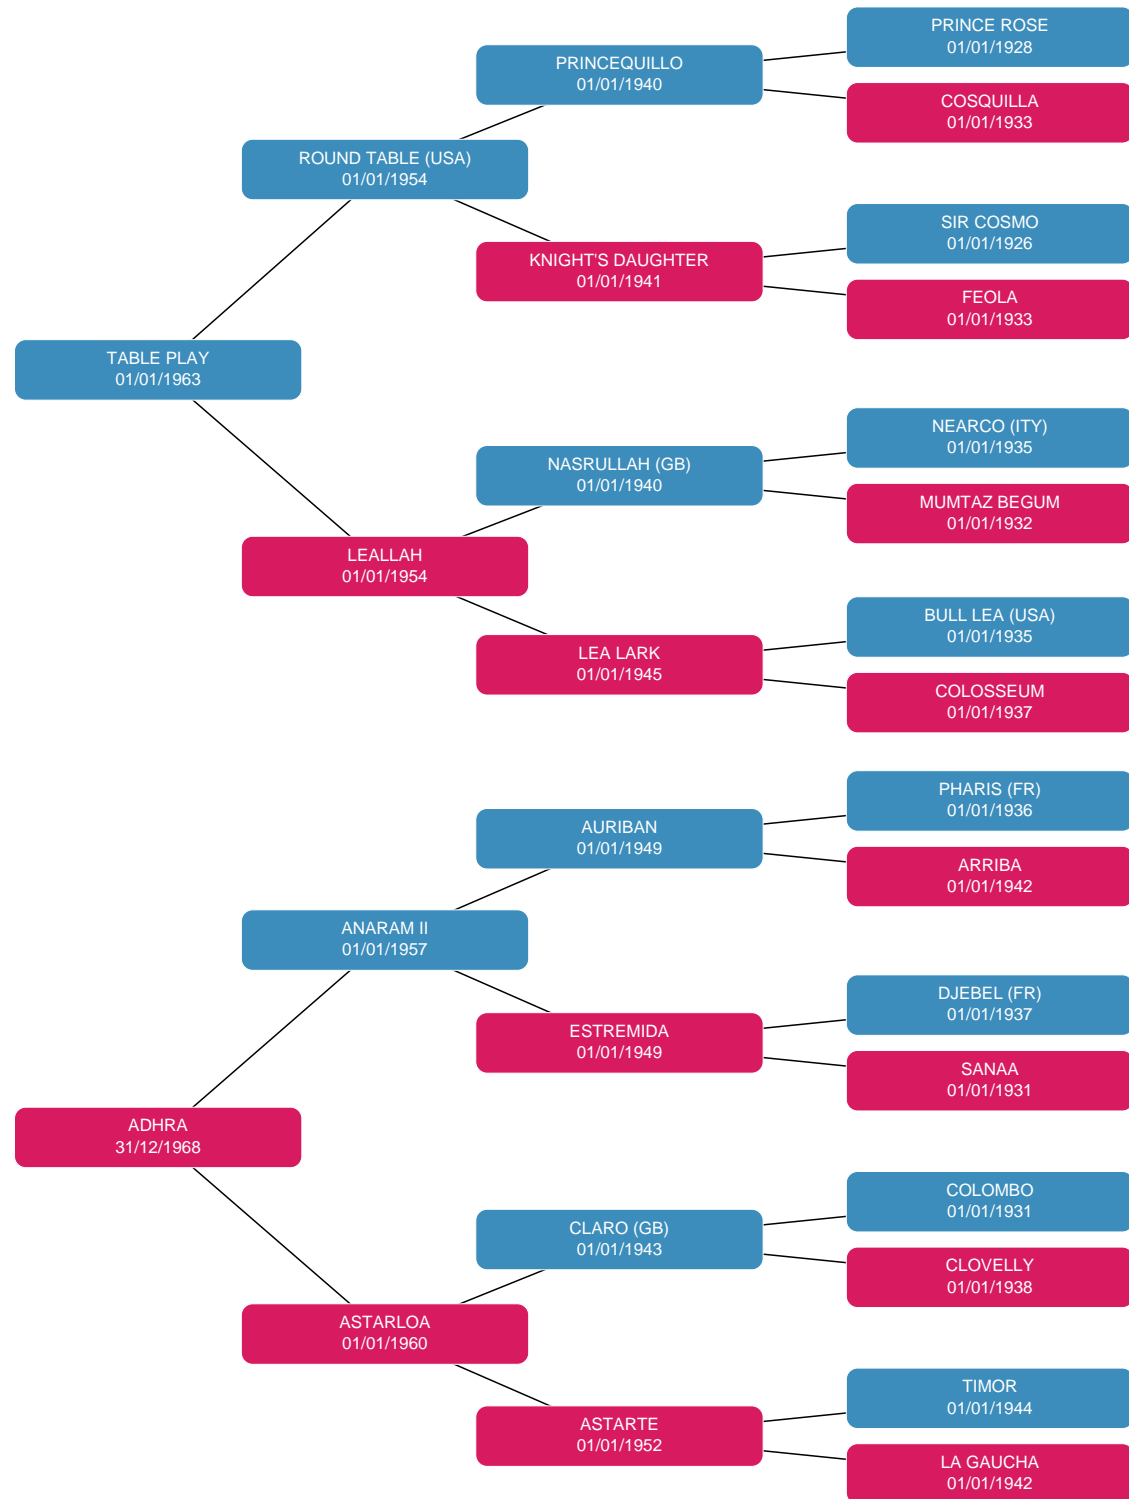 PRINCE ROSE
01/01/1928
PRINCEQUILLO
01/01/1940
COSQUILLA
01/01/1933
ROUND TABLE (USA)
01/01/1954
SIR COSMO
01/01/1926
KNIGHT'S DAUGHTER
01/01/1941
FEOLA
01/01/1933
TABLE PLAY
01/01/1963
NEARCO (ITY)
01/01/1935
NASRULLAH (GB)
01/01/1940
MUMTAZ BEGUM
01/01/1932
LEALLAH
01/01/1954
BULL LEA (USA)
01/01/1935
LEA LARK
01/01/1945
COLOSSEUM
01/01/1937
PHARIS (FR)
01/01/1936
AURIBAN
01/01/1949
ARRIBA
01/01/1942
ANARAM II
01/01/1957
DJEBEL (FR)
01/01/1937
ESTREMIDA
01/01/1949
SANAA
01/01/1931
ADHRA
31/12/1968
COLOMBO
01/01/1931
CLARO (GB)
01/01/1943
CLOVELLY
01/01/1938
ASTARLOA
01/01/1960
TIMOR
01/01/1944
ASTARTE
01/01/1952
LA GAUCHA
01/01/1942